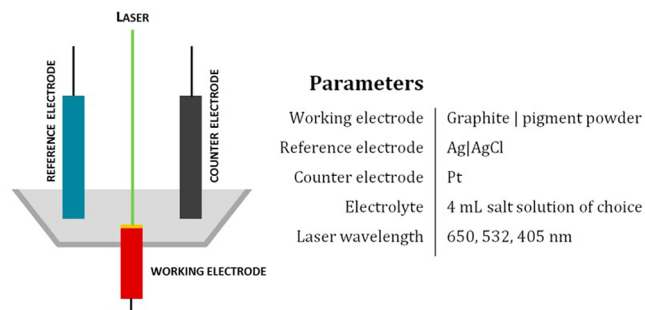 LASER
REFERENCE ELECTRODE
COUNTER ELECTRODE
WORKING ELECTRODE
Parameters
Working electrode | Graphite | pigment powder
Reference electrode | Ag|AgCl
Counter electrode | Pt
Electrolyte | 4 mL salt solution of choice
Laser wavelength | 650, 532, 405 nm